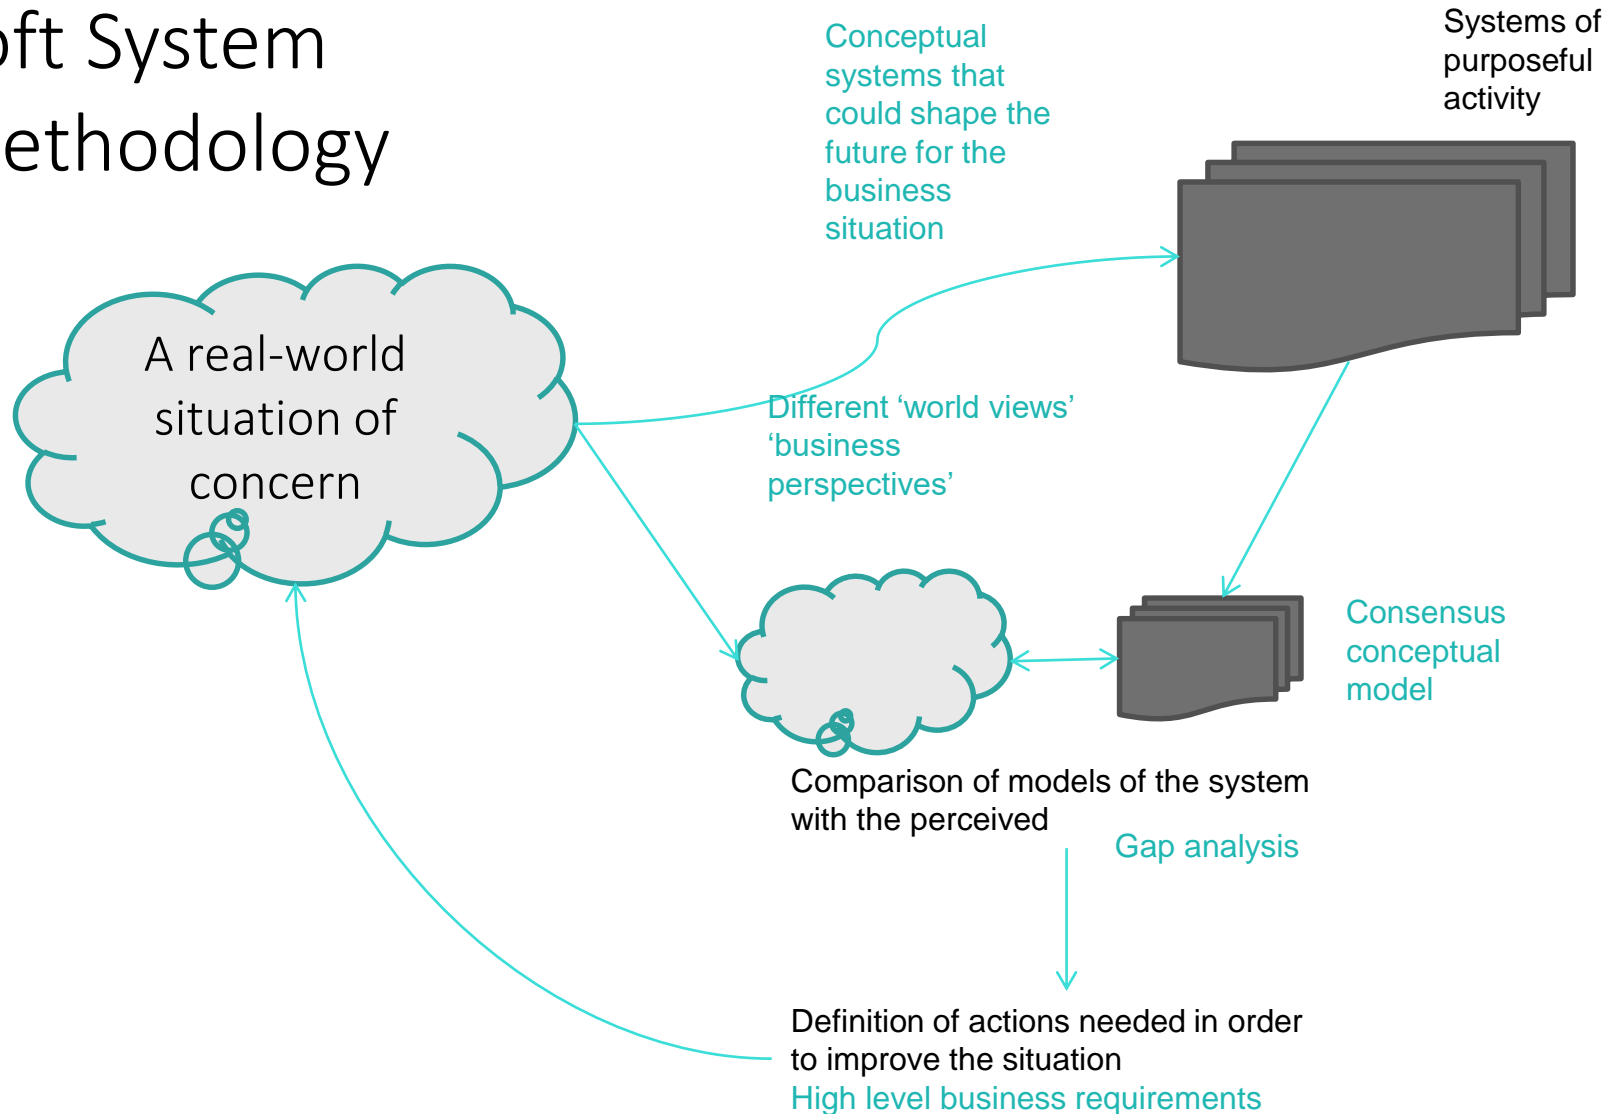 oft System
ethodology
Conceptual
systems that
could shape the
future for the
business
situation
Systems of
purposeful
activity
A real-world
situation of
concern
Different ‘world views’
‘business
perspectives’
Consensus
conceptual
model
Comparison of models of the system
with the perceived
Gap analysis
Definition of actions needed in order
to improve the situation
High level business requirements